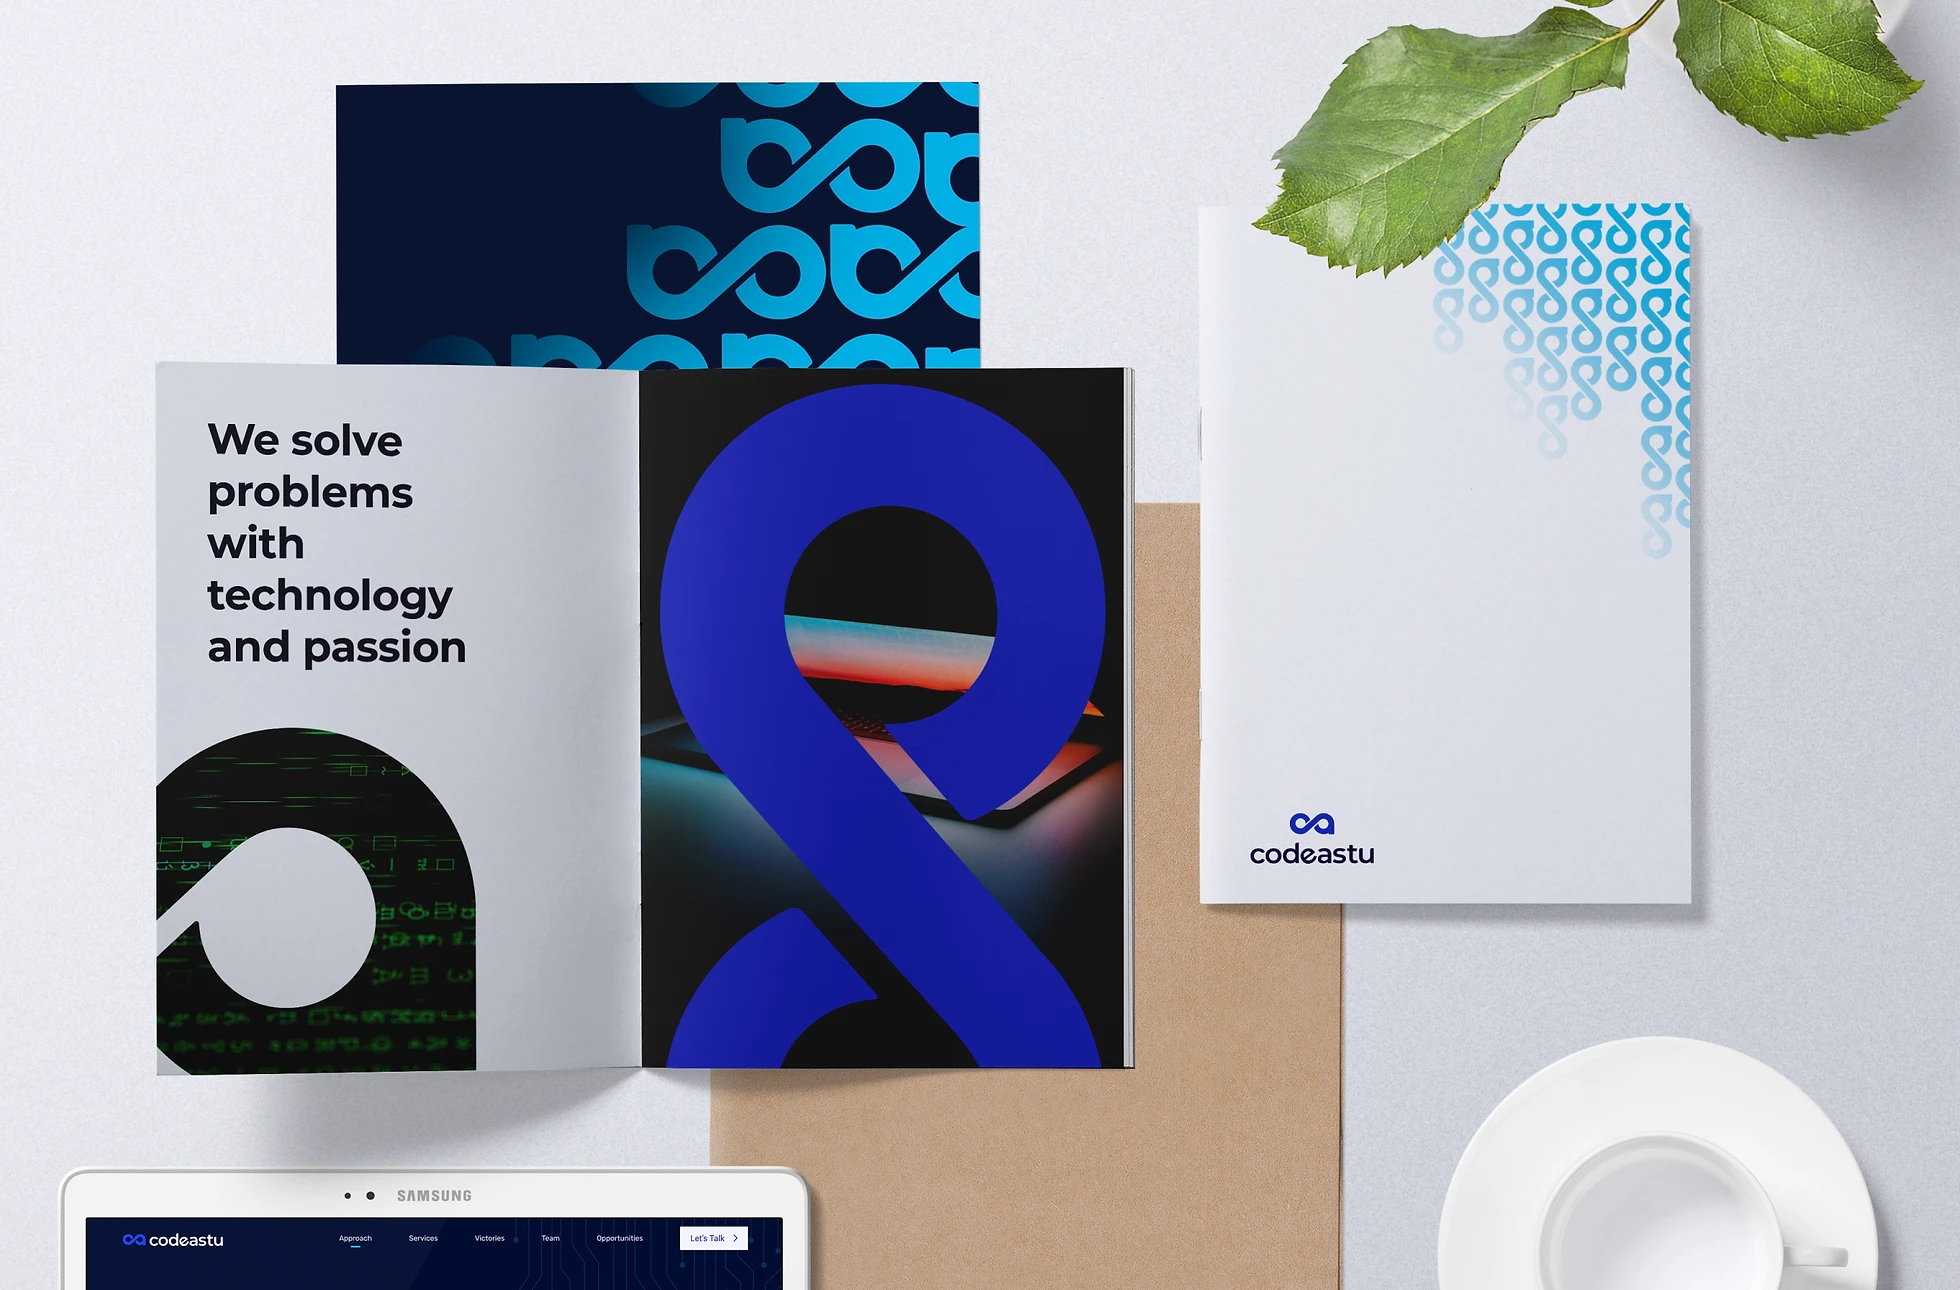 We solve
problems
with
technology
and passion
codeastu
SAMSUNG
codeastu
Approach
Services
Victories
Team
Opportunities
Let's Talk